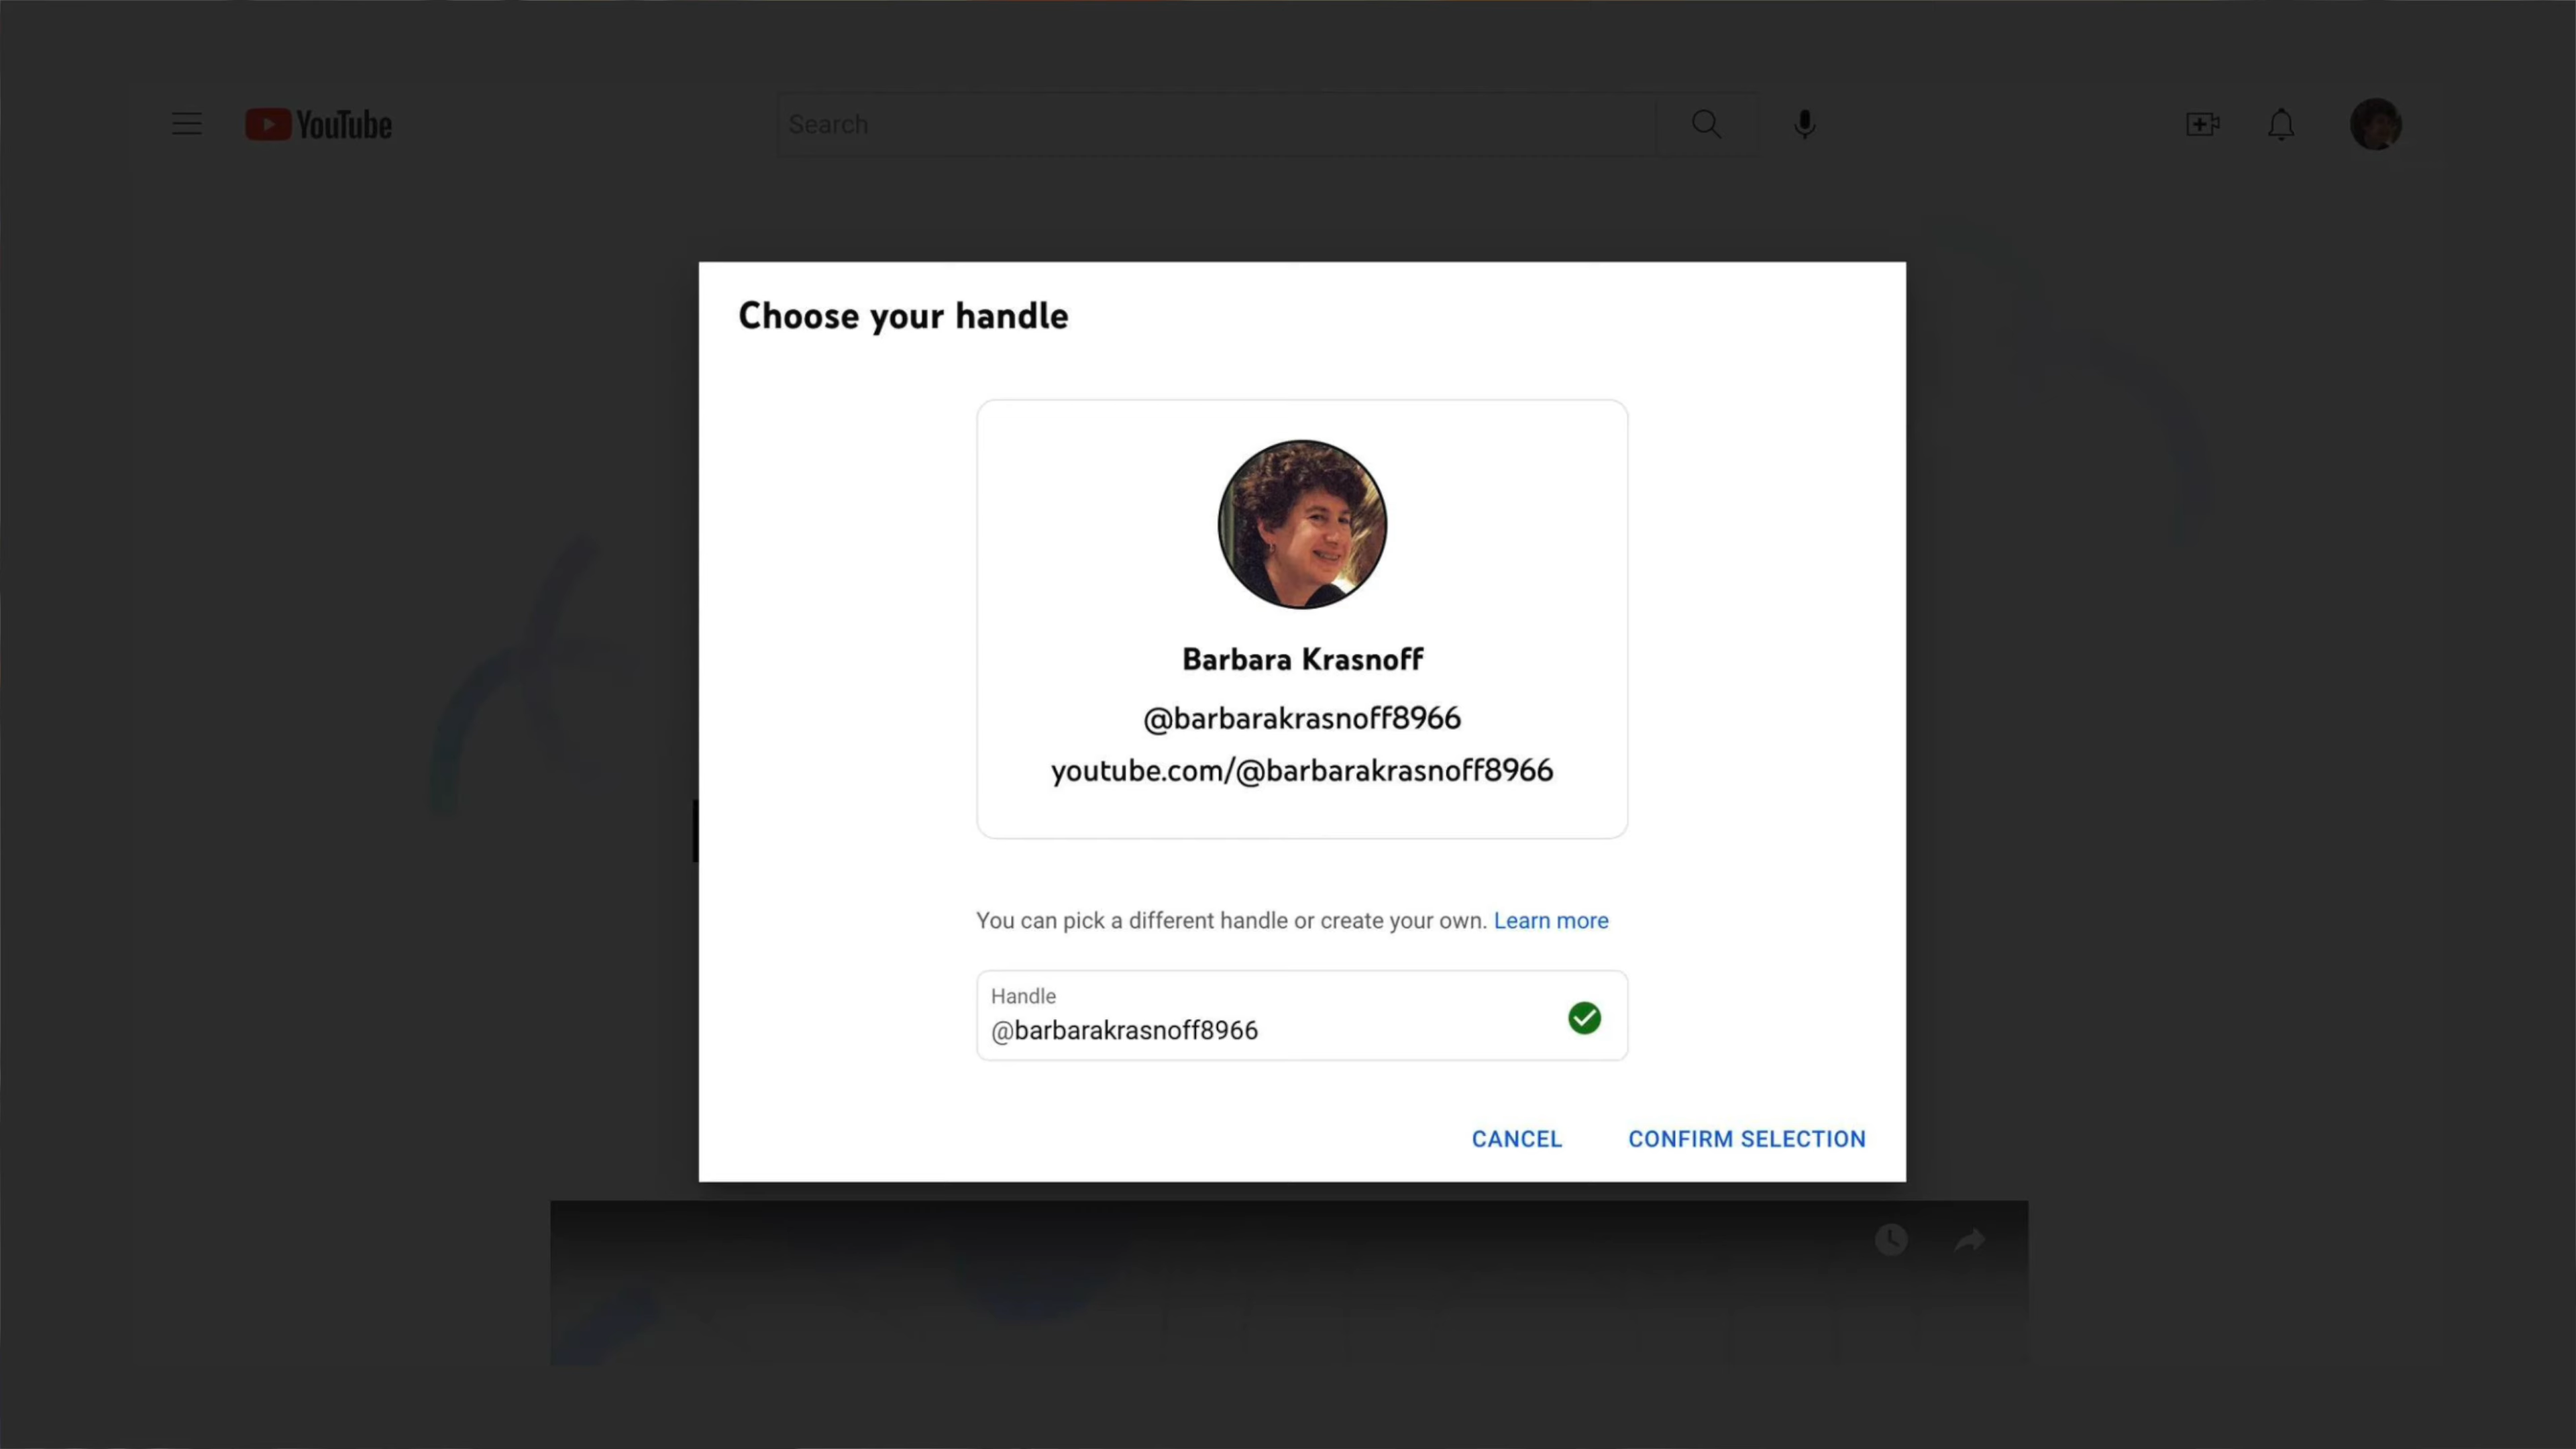 YouTube
Search
Choose your handle
Barbara Krasnoff
@barbarakrasnoff8966
youtube.com/@barbarakrasnoff8966
You can pick a different handle or create your own. Learn more
Handle
@barbarakrasnoff8966
CANCEL CONFIRM SELECTION